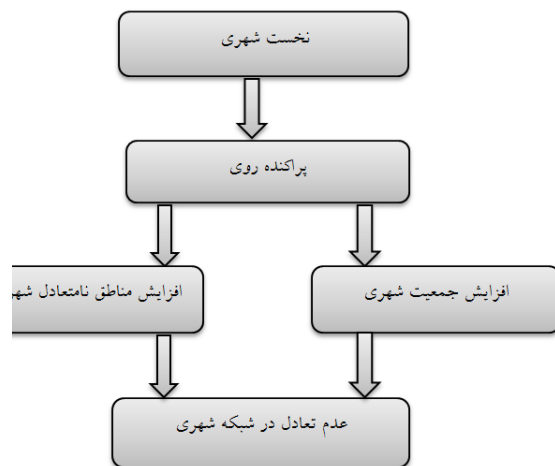 نخست شهری
پراکنده روی
افزایش جمعیت شهری
افزایش مناطق نامتعادل
عدم تعادل در شبکه شهری